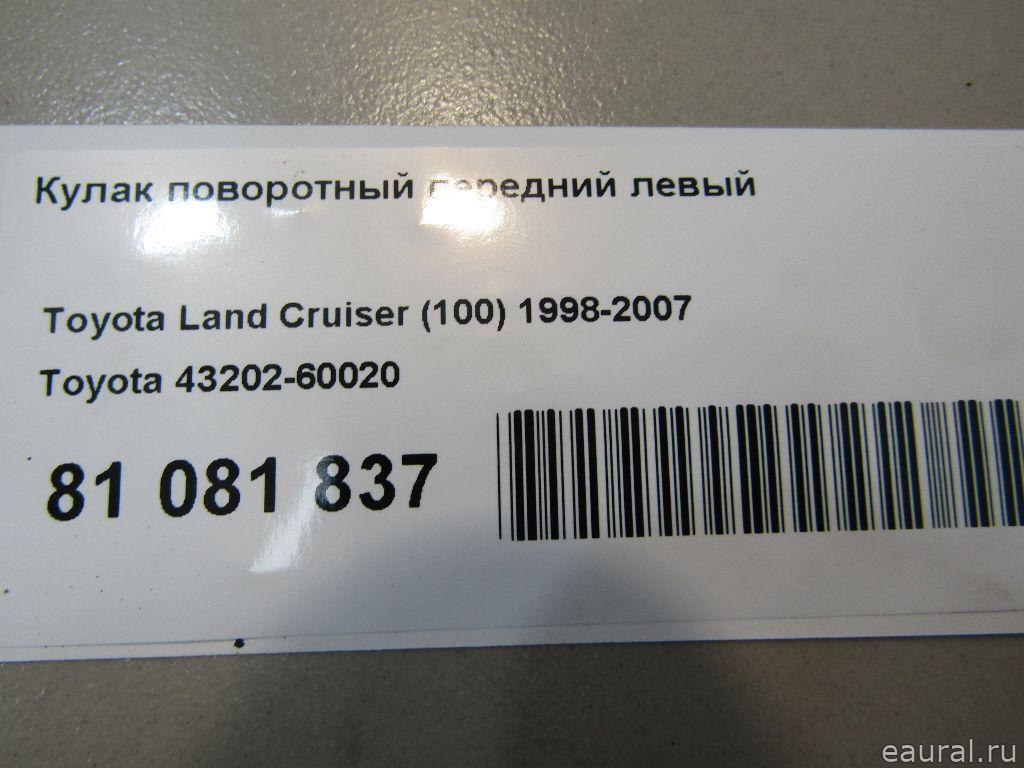 Кулак поворотный передний левый
Toyota Land Cruiser (100) 1998-2007
Toyota 43202-60020
81 081 837
eaural.ru